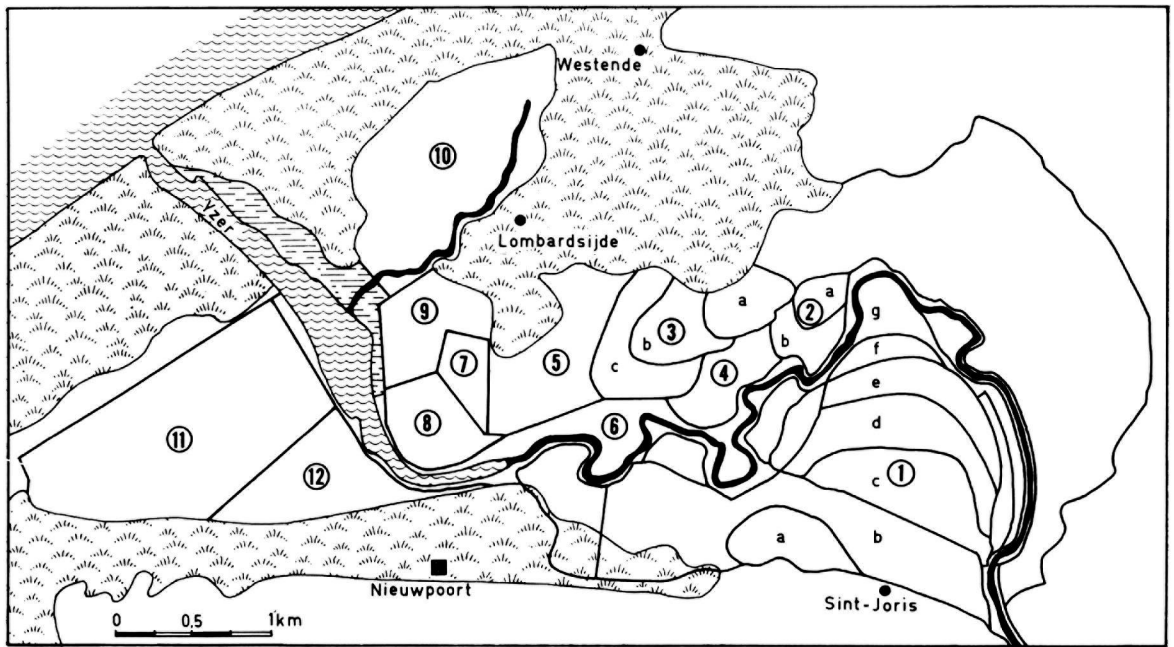 Westende
10
Yzer
Lombardsijde
9
a
2
a
g
3
b
b
f
7
5
c
4
e
8
6
d
11
12
c
1
a
b
Nieuwpoort
Sint-Joris
0 0,5 1km